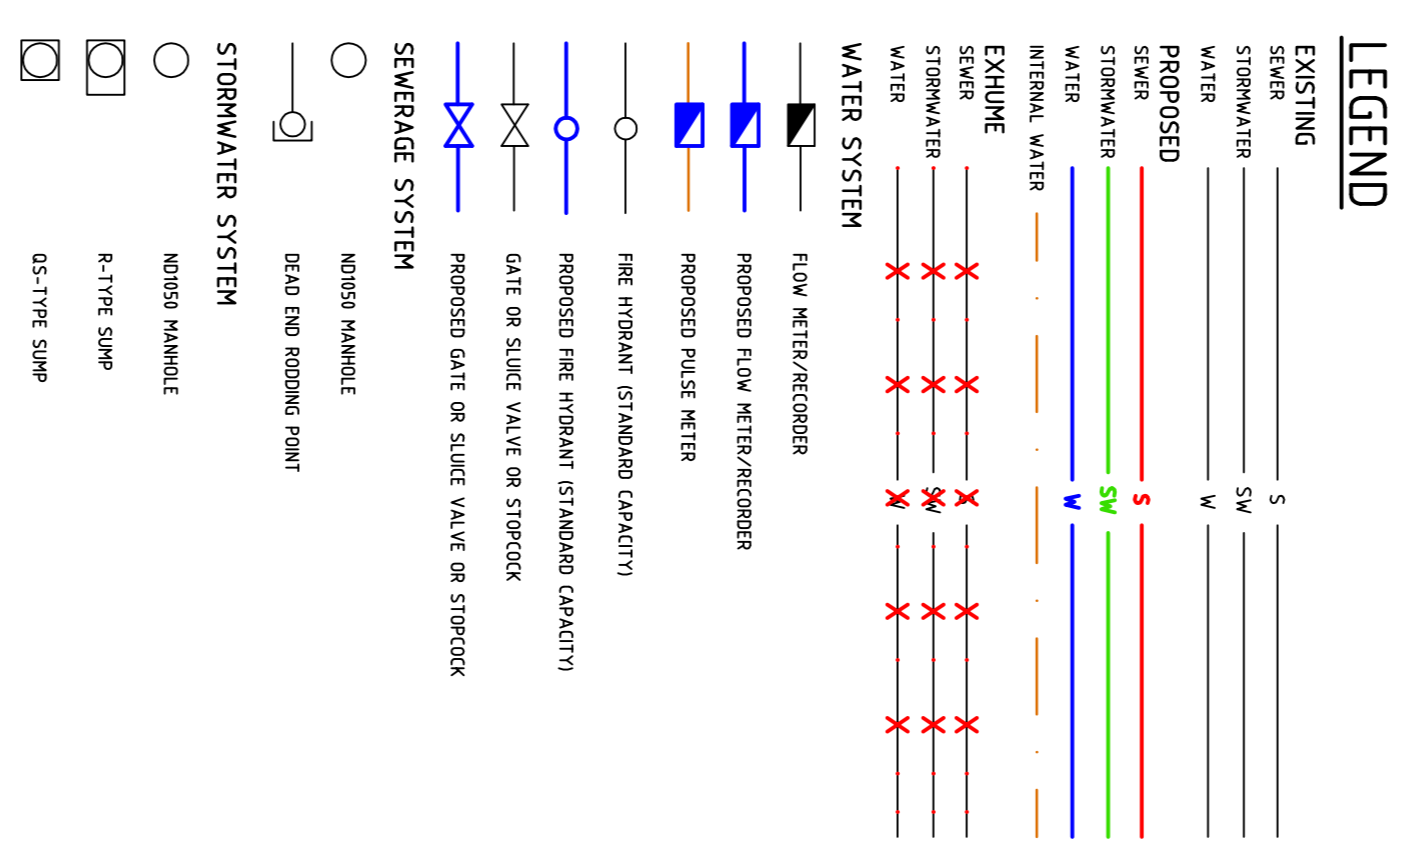 LEGEND
EXISTING
SEWER S
STORMWATER SW
WATER W
PROPOSED
SEWER S
STORMWATER SW
WATER W
INTERNAL WATER
EXHUME
SEWER S
STORMWATER SW
WATER W
WATER SYSTEM
FLOW METER/RECORDER
PROPOSED FLOW METER/RECORDER
PROPOSED PULSE METER
FIRE HYDRANT (STANDARD CAPACITY)
PROPOSED FIRE HYDRANT (STANDARD CAPACITY)
GATE OR SLUICE VALVE OR STOPCOCK
PROPOSED GATE OR SLUICE VALVE OR STOPCOCK
SEWERAGE SYSTEM
ND1050 MANHOLE
DEAD END RODDING POINT
STORMWATER SYSTEM
ND1050 MANHOLE
R-TYPE SUMP
QS-TYPE SUMP